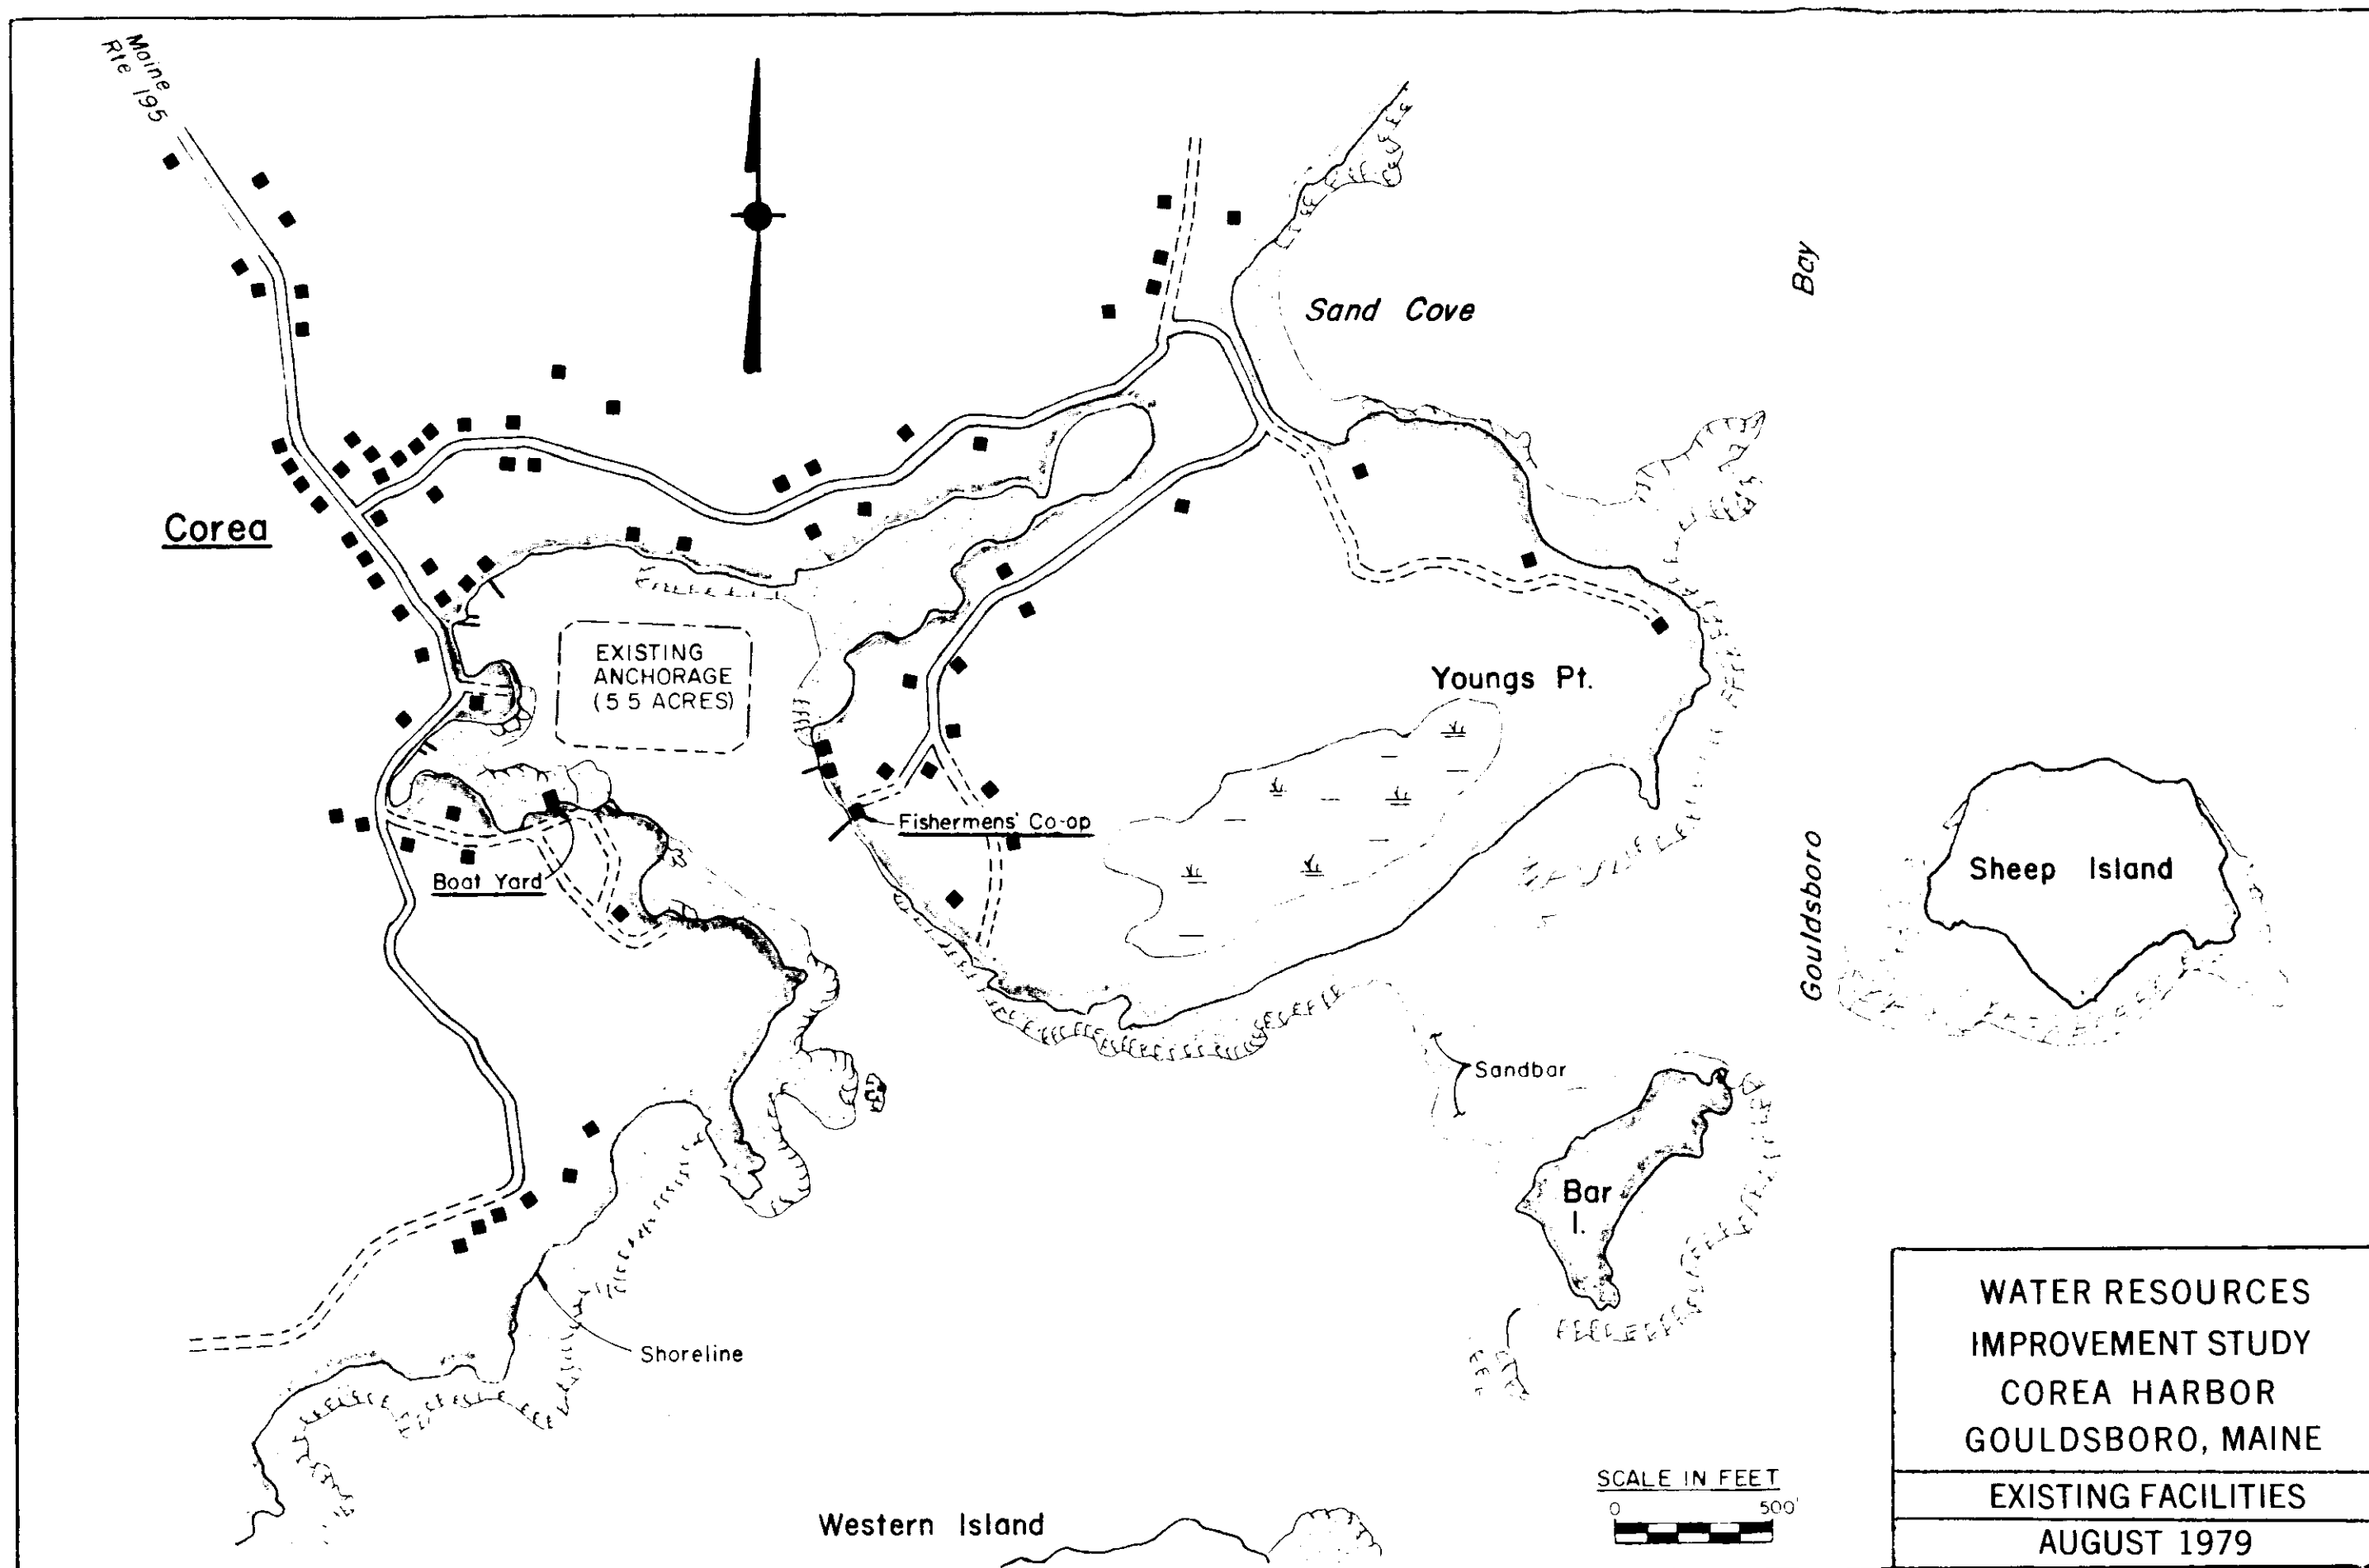 Maine
Rte 195
Bay
Sand Cove
Corea
EXISTING
ANCHORAGE
(5 5 ACRES)
Youngs Pt.
Fishermens' Co-op
Boat Yard
Gouldsboro
Sheep Island
Sandbar
Bar
I.
Shoreline
Western Island
SCALE IN FEET
0 500'
WATER RESOURCES
IMPROVEMENT STUDY
COREA HARBOR
GOULDSBORO, MAINE
EXISTING FACILITIES
AUGUST 1979